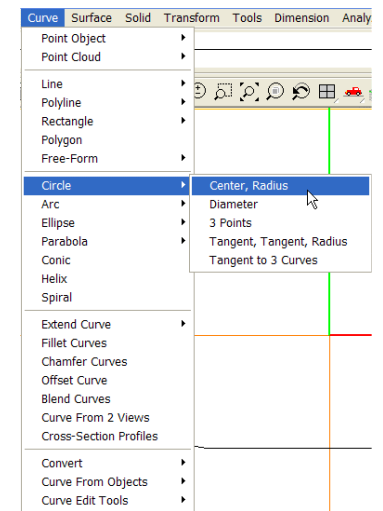 Curve Surface Solid Transform Tools Dimension
Point Object
Point Cloud
Line
Polyline
Rectangle
Polygon
Free-Form
Circle
Arc
Ellipse
Parabola
Conic
Helix
Spiral
Extend Curve
Fillet Curves
Chamfer Curves
Offset Curve
Blend Curves
Curve From 2 Views
Cross-Section Profiles
Convert
Curve From Objects
Curve Edit Tools
Center, Radius
Diameter
3 Points
Tangent, Tangent, Radius
Tangent to 3 Curves